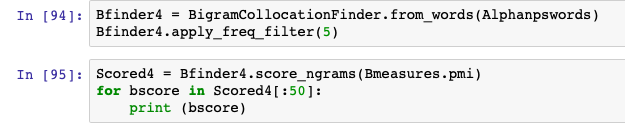 In [94]: Bfinder4 = BigramCollocationFinder.from_words(Alphanpswords)
Bfinder4.apply_freq_filter(5)
In [95]: Scored4 = Bfinder4.score_ngrams(Bmeasures.pmi)
for bscore in Scored4[:50]:
    print (bscore)